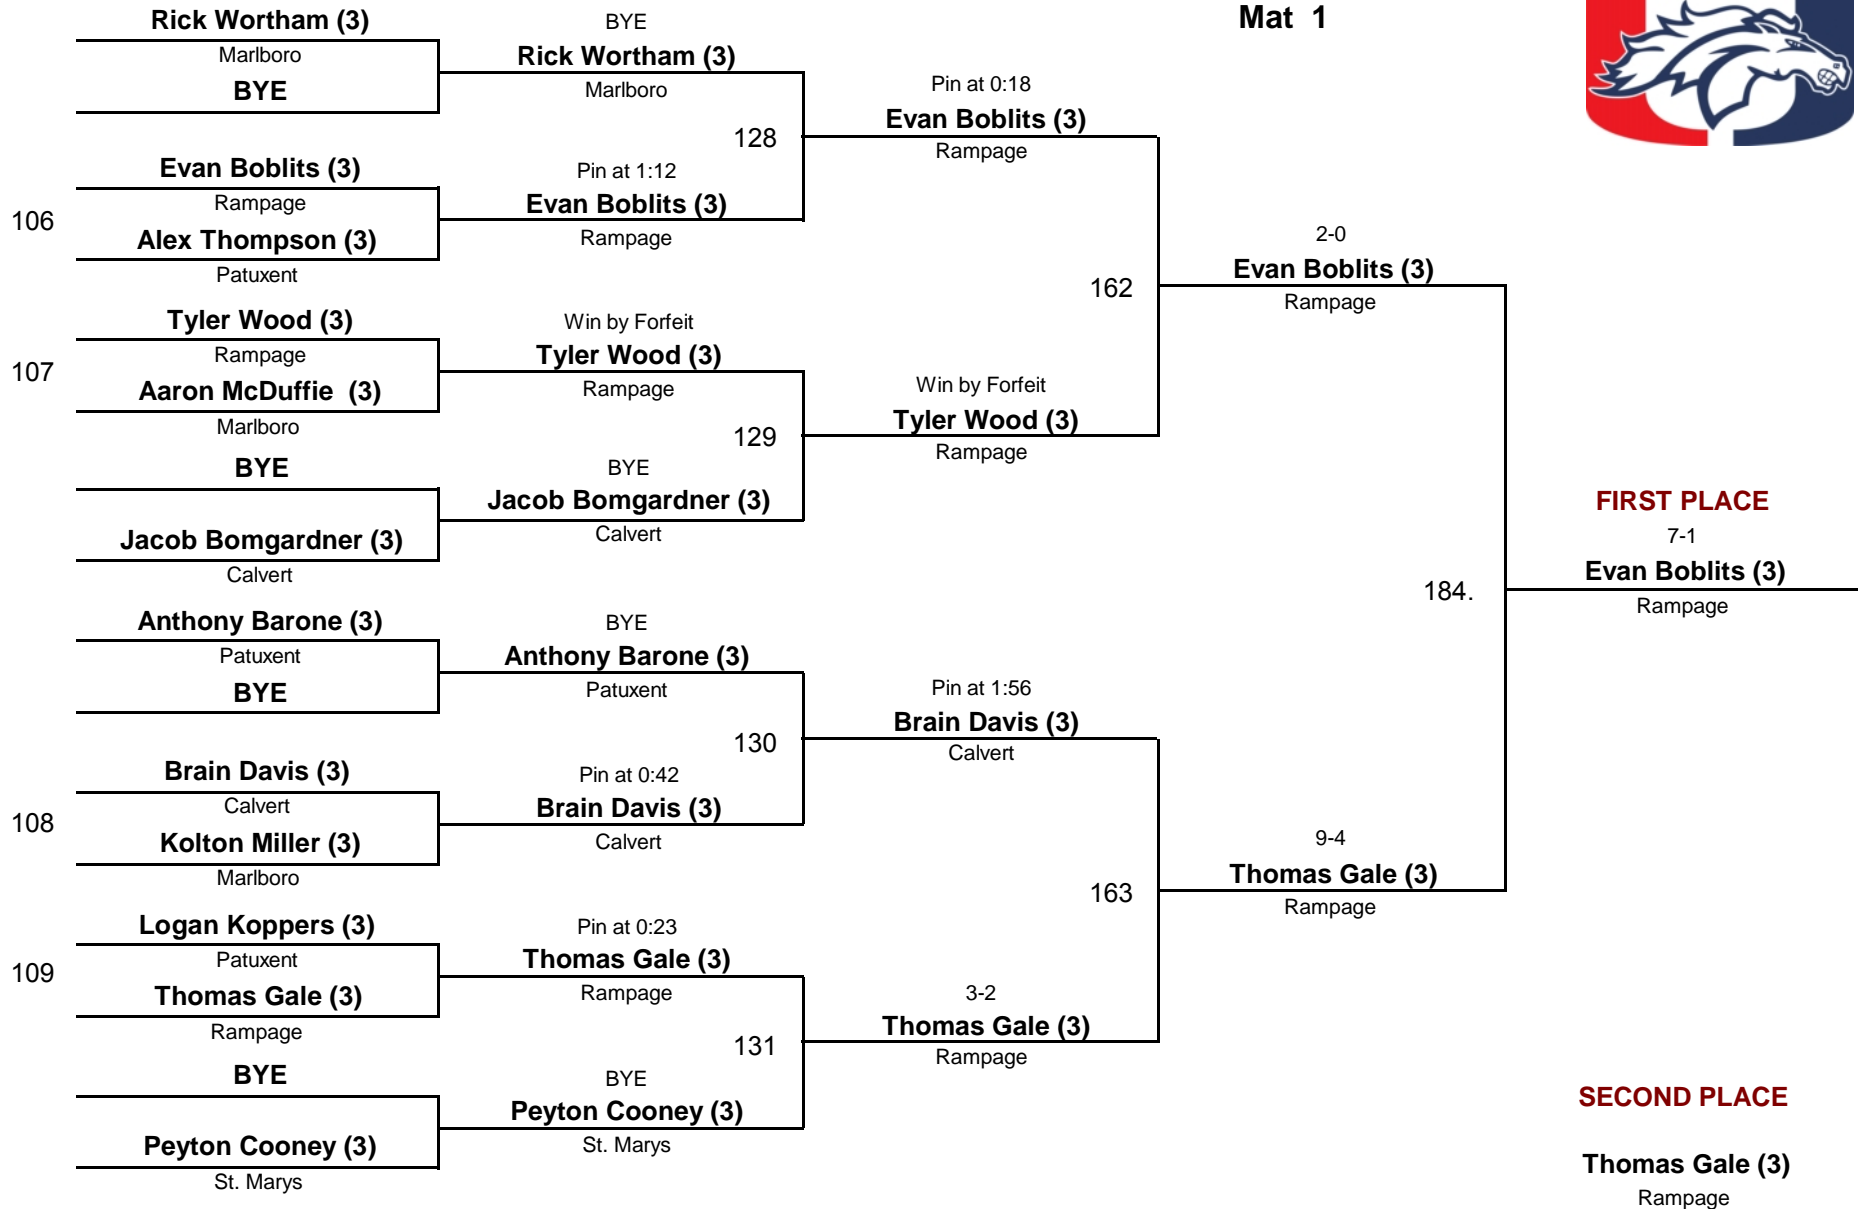 Mat 1
Rick Wortham (3)
Marlboro
BYE
Evan Boblits (3)
Rampage
106
Alex Thompson (3)
Patuxent
Tyler Wood (3)
Rampage
107
Aaron McDuffie (3)
Marlboro
BYE
Jacob Bomgardner (3)
Calvert
Anthony Barone (3)
Patuxent
BYE
Brain Davis (3)
Calvert
108
Kolton Miller (3)
Marlboro
Logan Koppers (3)
Patuxent
109
Thomas Gale (3)
Rampage
BYE
Peyton Cooney (3)
St. Marys
BYE
Rick Wortham (3)
Marlboro
128
Pin at 1:12
Evan Boblits (3)
Rampage
Win by Forfeit
Tyler Wood (3)
Rampage
129
BYE
Jacob Bomgardner (3)
Calvert
BYE
Anthony Barone (3)
Patuxent
130
Pin at 0:42
Brain Davis (3)
Calvert
Pin at 0:23
Thomas Gale (3)
Rampage
131
BYE
Peyton Cooney (3)
St. Marys
Pin at 0:18
Evan Boblits (3)
Rampage
162
Win by Forfeit
Tyler Wood (3)
Rampage
Pin at 1:56
Brain Davis (3)
Calvert
163
3-2
Thomas Gale (3)
Rampage
2-0
Evan Boblits (3)
Rampage
184.
9-4
Thomas Gale (3)
Rampage
FIRST PLACE
7-1
Evan Boblits (3)
Rampage
SECOND PLACE
Thomas Gale (3)
Rampage